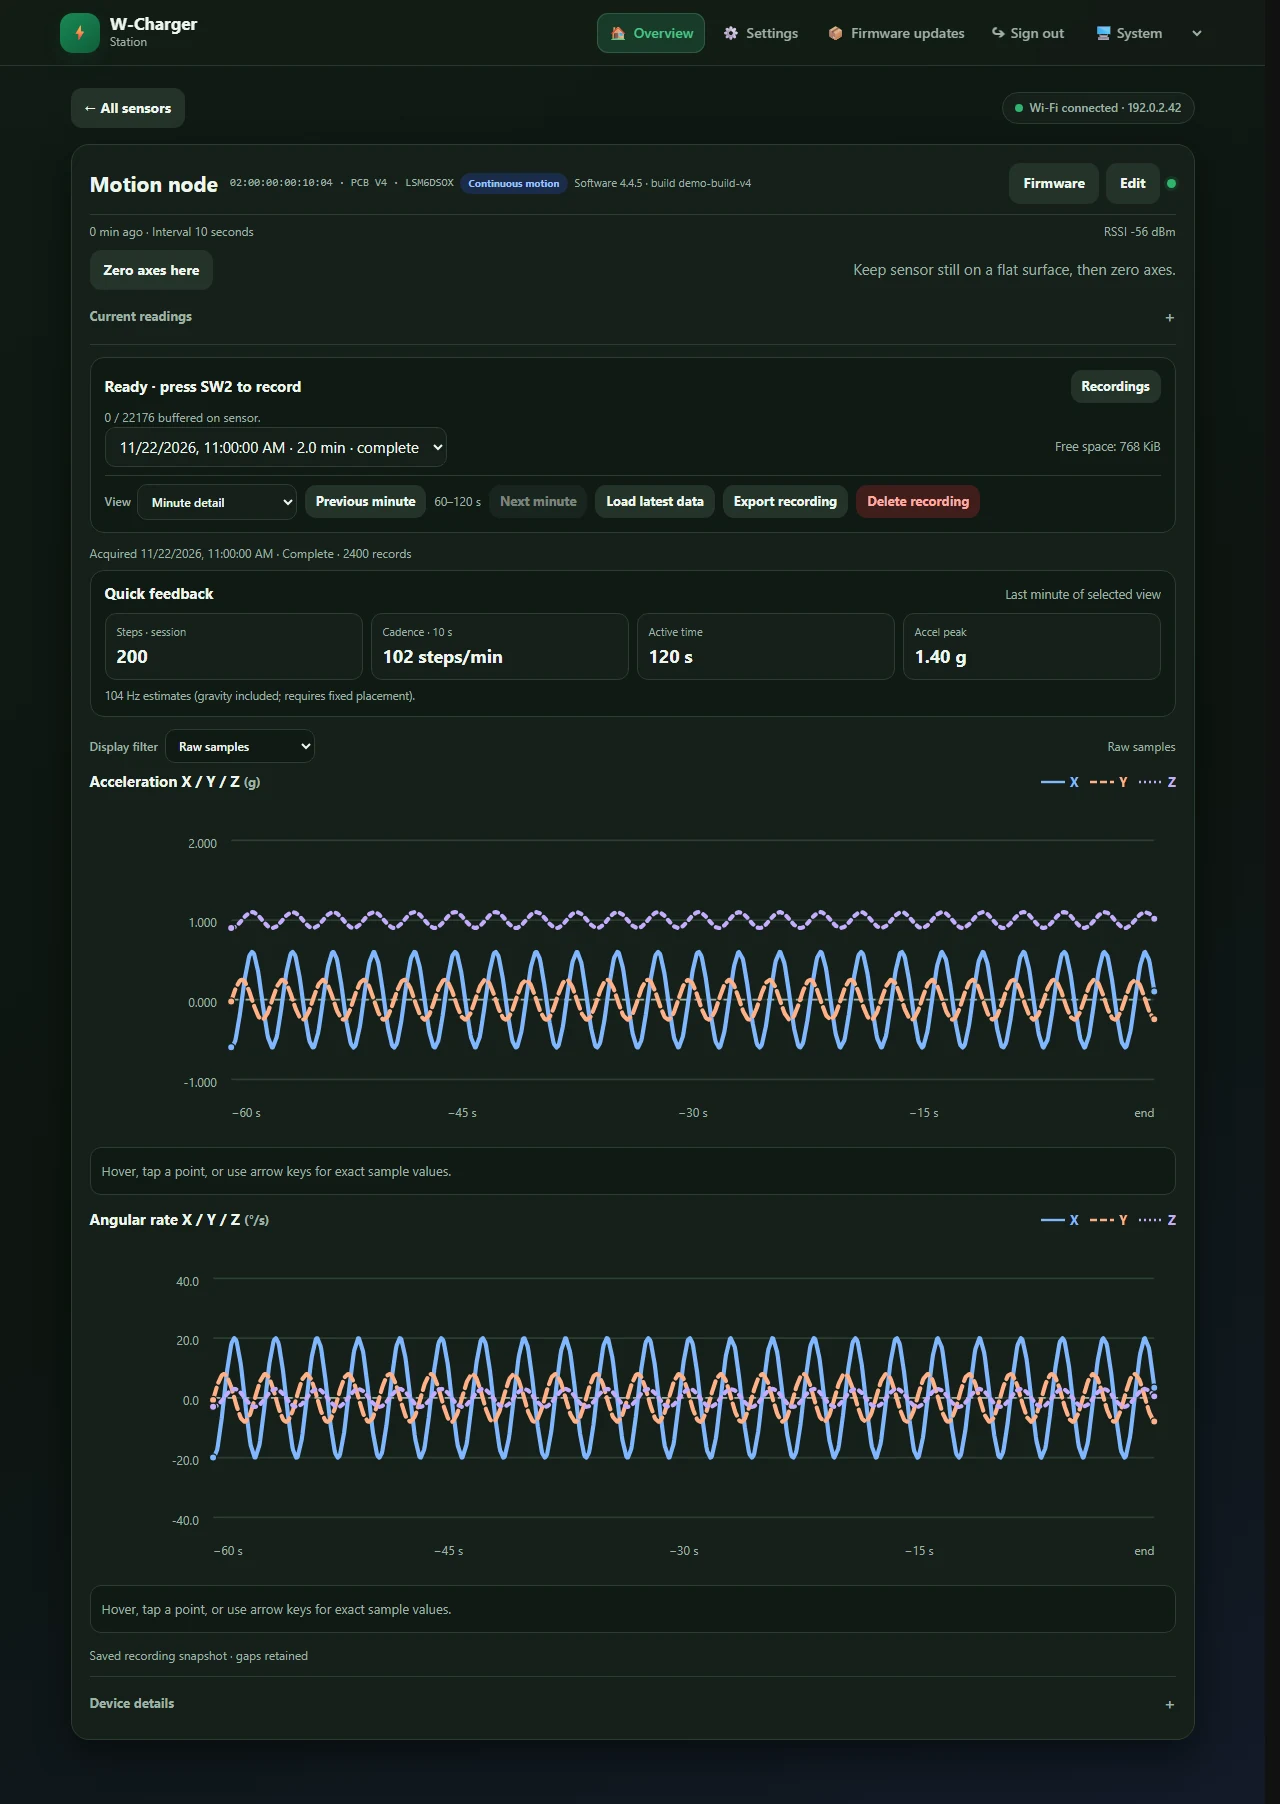 W-Charger
Station
Overview
Settings
Firmware updates
Sign out
System
← All sensors
Wi-Fi connected · 192.0.2.42
Motion node 02:00:00:00:10:04 · PCB V4 · LSM6DSOX Continuous motion Software 4.4.5 · build demo-build-v4
Firmware
Edit
0 min ago · Interval 10 seconds
RSSI -56 dBm
Zero axes here
Keep sensor still on a flat surface, then zero axes.
Current readings
+
Ready · press SW2 to record
Recordings
0 / 22176 buffered on sensor.
11/22/2026, 11:00:00 AM · 2.0 min · complete
Free space: 768 KiB
View
Minute detail
Previous minute
60–120 s
Next minute
Load latest data
Export recording
Delete recording
Acquired 11/22/2026, 11:00:00 AM · Complete · 2400 records
Quick feedback
Last minute of selected view
Steps · session
200
Cadence · 10 s
102 steps/min
Active time
120 s
Accel peak
1.40 g
104 Hz estimates (gravity included; requires fixed placement).
Display filter
Raw samples
Raw samples
Acceleration X / Y / Z (g)
X
Y
Z
2.000
1.000
0.000
-1.000
−60 s
−45 s
−30 s
−15 s
end
Hover, tap a point, or use arrow keys for exact sample values.
Angular rate X / Y / Z (°/s)
X
Y
Z
40.0
20.0
0.0
-20.0
-40.0
−60 s
−45 s
−30 s
−15 s
end
Hover, tap a point, or use arrow keys for exact sample values.
Saved recording snapshot · gaps retained
Device details
+